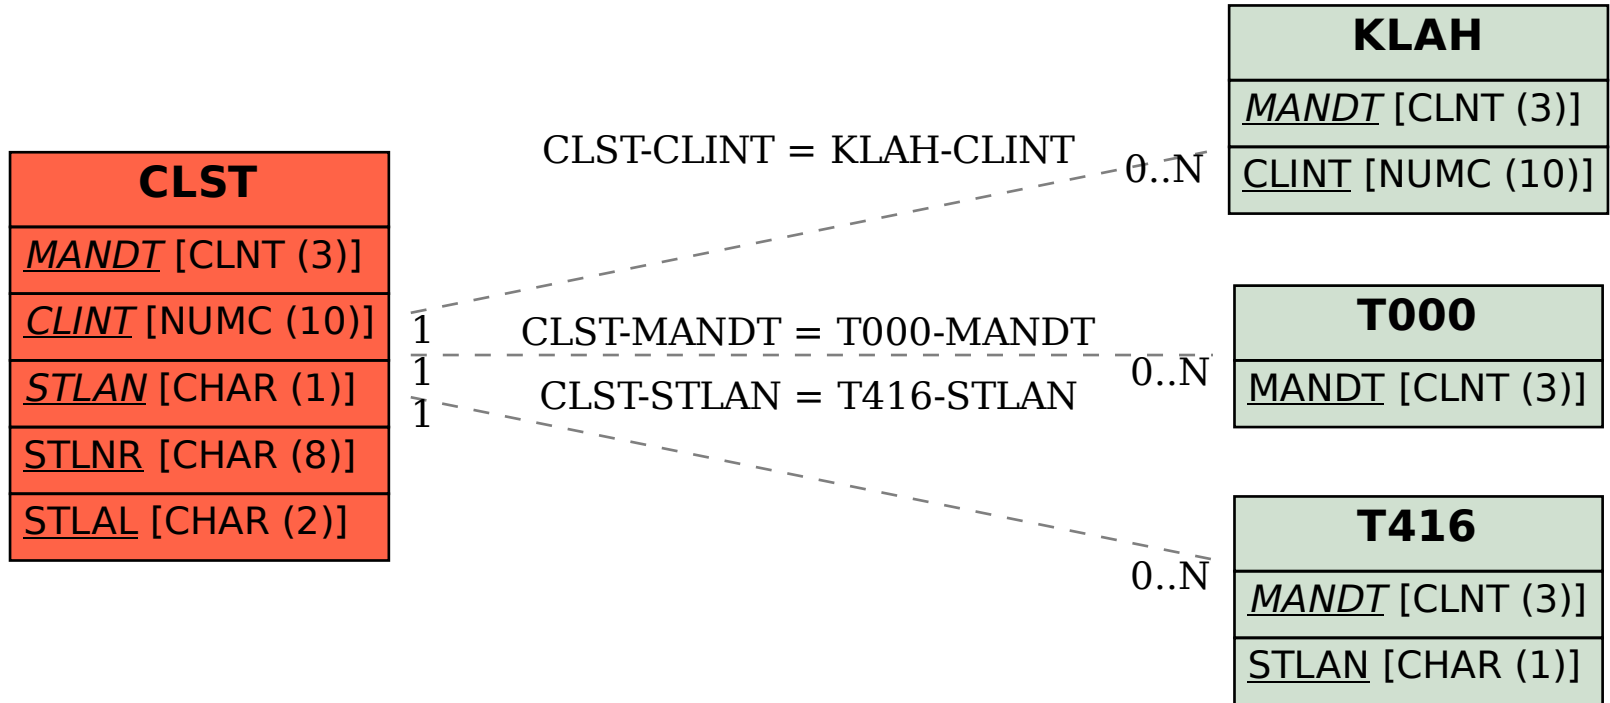 CLST
MANDT [CLNT (3)]
CLINT [NUMC (10)]
STLAN [CHAR (1)]
STLNR [CHAR (8)]
STLAL [CHAR (2)]
CLST-CLINT = KLAH-CLINT
0..N
1
CLST-MANDT = T000-MANDT
0..N
1
CLST-STLAN = T416-STLAN
0..N
1
KLAH
MANDT [CLNT (3)]
CLINT [NUMC (10)]
T000
MANDT [CLNT (3)]
T416
MANDT [CLNT (3)]
STLAN [CHAR (1)]